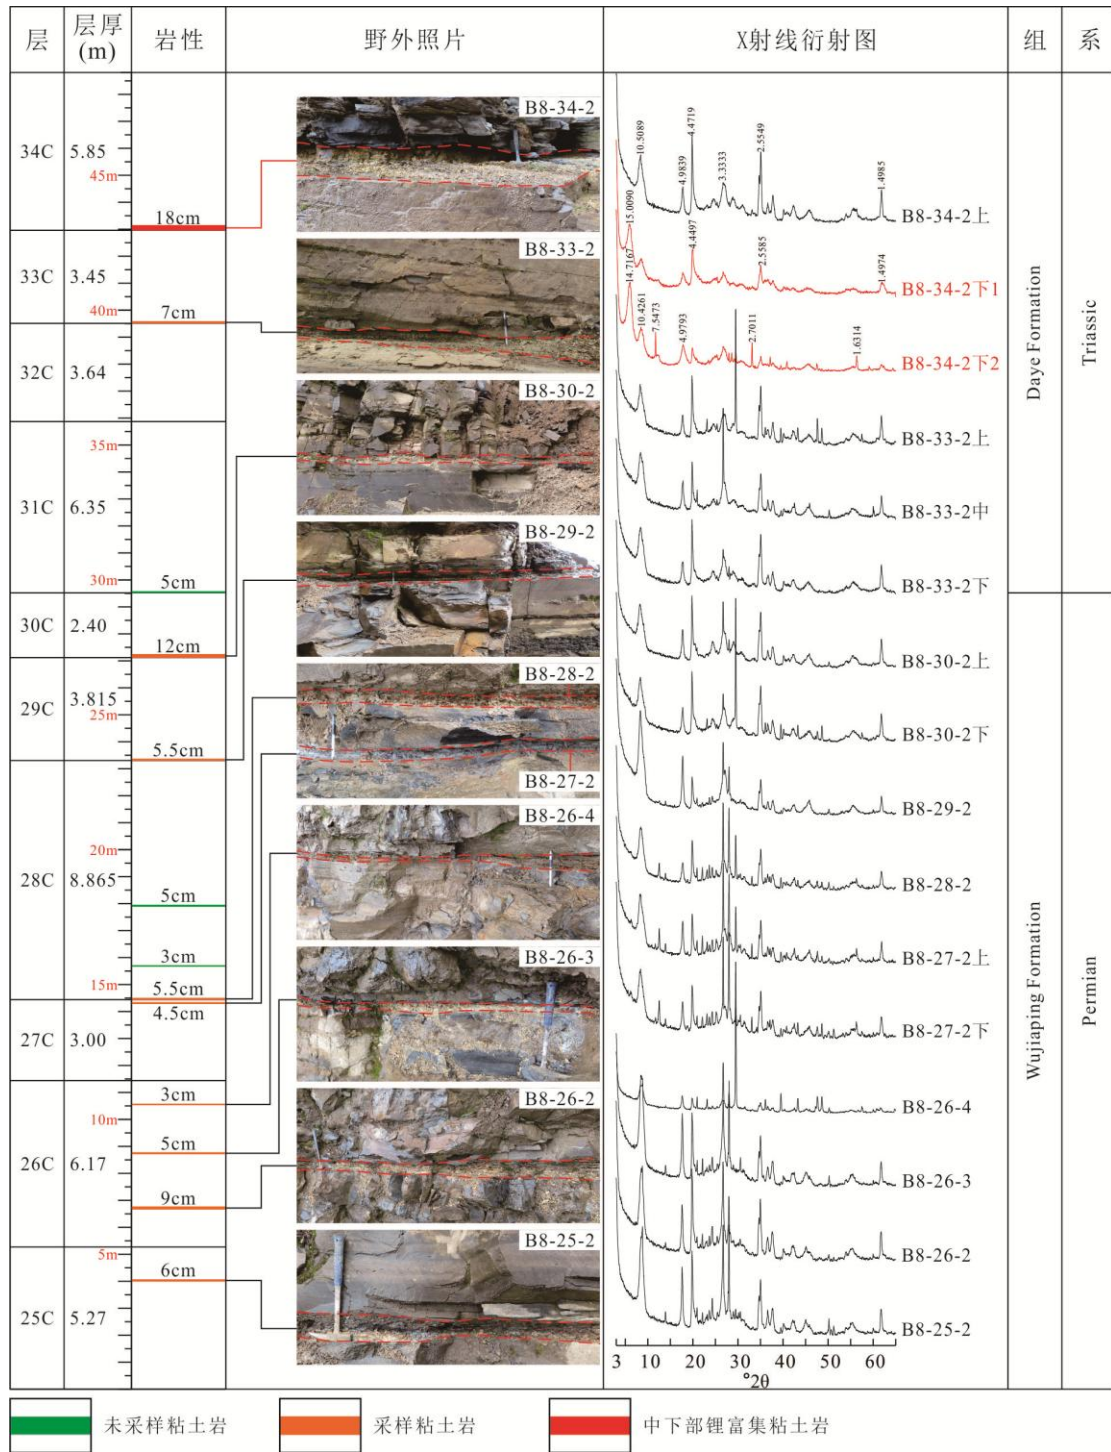 层
层厚
(m)
岩性
野外照片
X射线衍射图
组
系
34C
5.85
45m
18cm
33C
3.45
40m
7cm
32C
3.64
35m
31C
6.35
30m
5cm
30C
2.40
12cm
29C
3.815
25m
5.5cm
28C
20m
8.865
5cm
3cm
15m
5.5cm
4.5cm
27C
3.00
3cm
10m
5cm
26C
6.17
9cm
5m
6cm
25C
5.27
B8-34-2
B8-33-2
B8-30-2
B8-29-2
B8-28-2
B8-27-2
B8-26-4
B8-26-3
B8-26-2
B8-25-2
10.5089
4.9839
4.4719
3.3333
2.5549
1.4985
B8-34-2上
15.0090
4.4497
2.5585
1.4974
B8-34-2下1
14.7167
10.4261
7.5473
4.9793
2.7011
1.6314
B8-34-2下2
B8-33-2上
B8-33-2中
B8-33-2下
B8-30-2上
B8-30-2下
B8-29-2
B8-28-2
B8-27-2上
B8-27-2下
B8-26-4
B8-26-3
B8-26-2
B8-25-2
3 10 20 30 40 50 60
°2θ
Daye Formation
Wujiaping Formation
Triassic
Permian
未采样粘土岩
采样粘土岩
中下部锂富集粘土岩